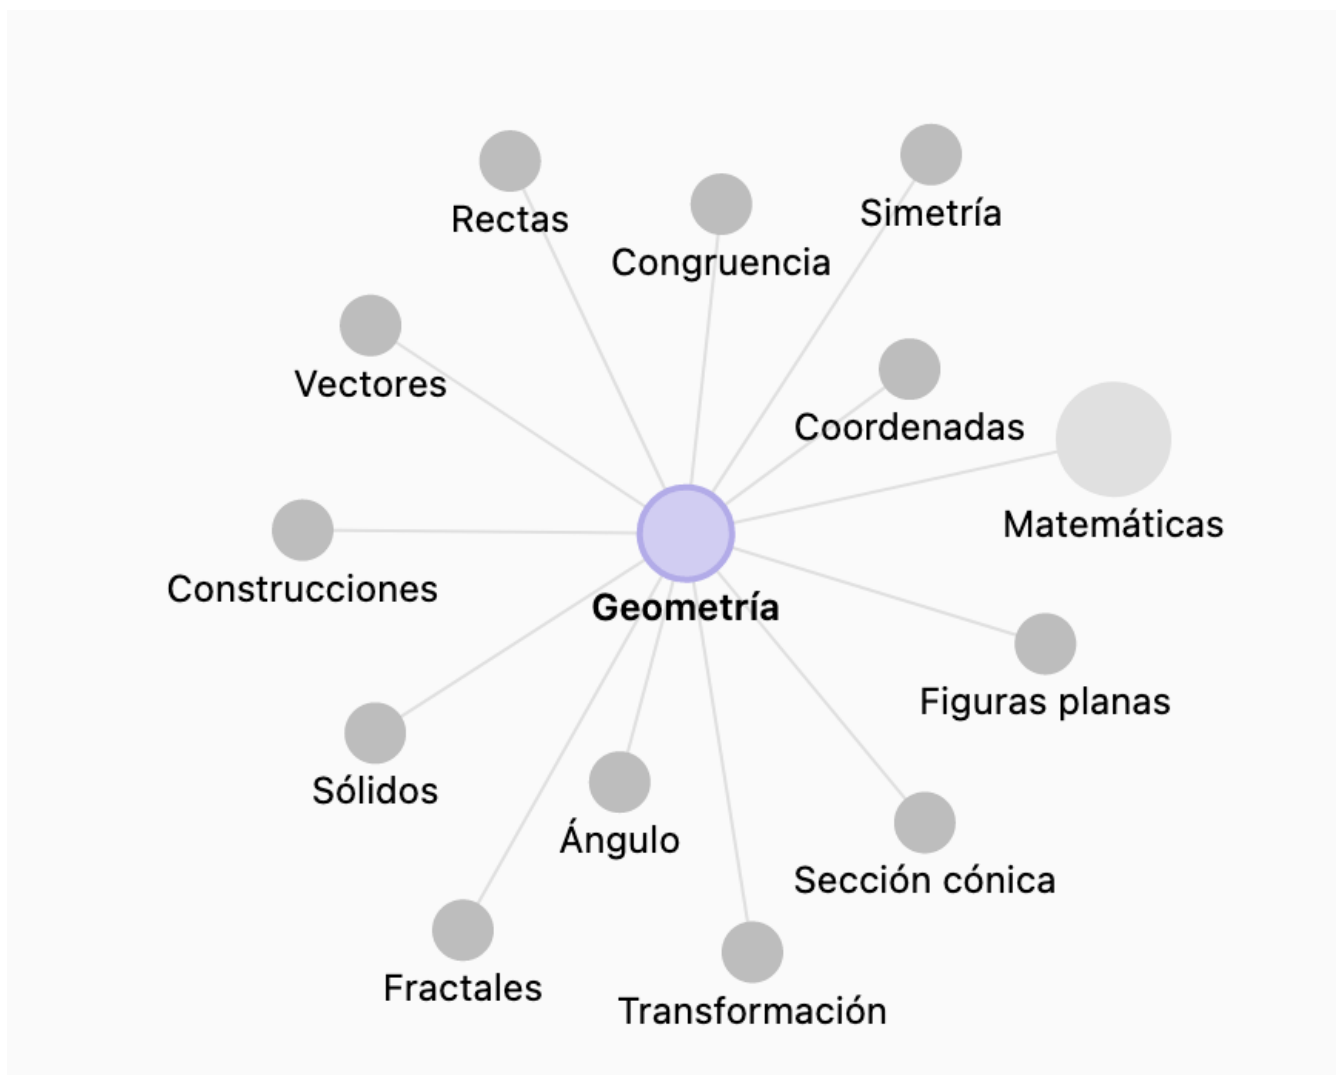 Rectas
Simetría
Congruencia
Vectores
Coordenadas
Matemáticas
Construcciones
Geometría
Figuras planas
Sólidos
Ángulo
Sección cónica
Fractales
Transformación